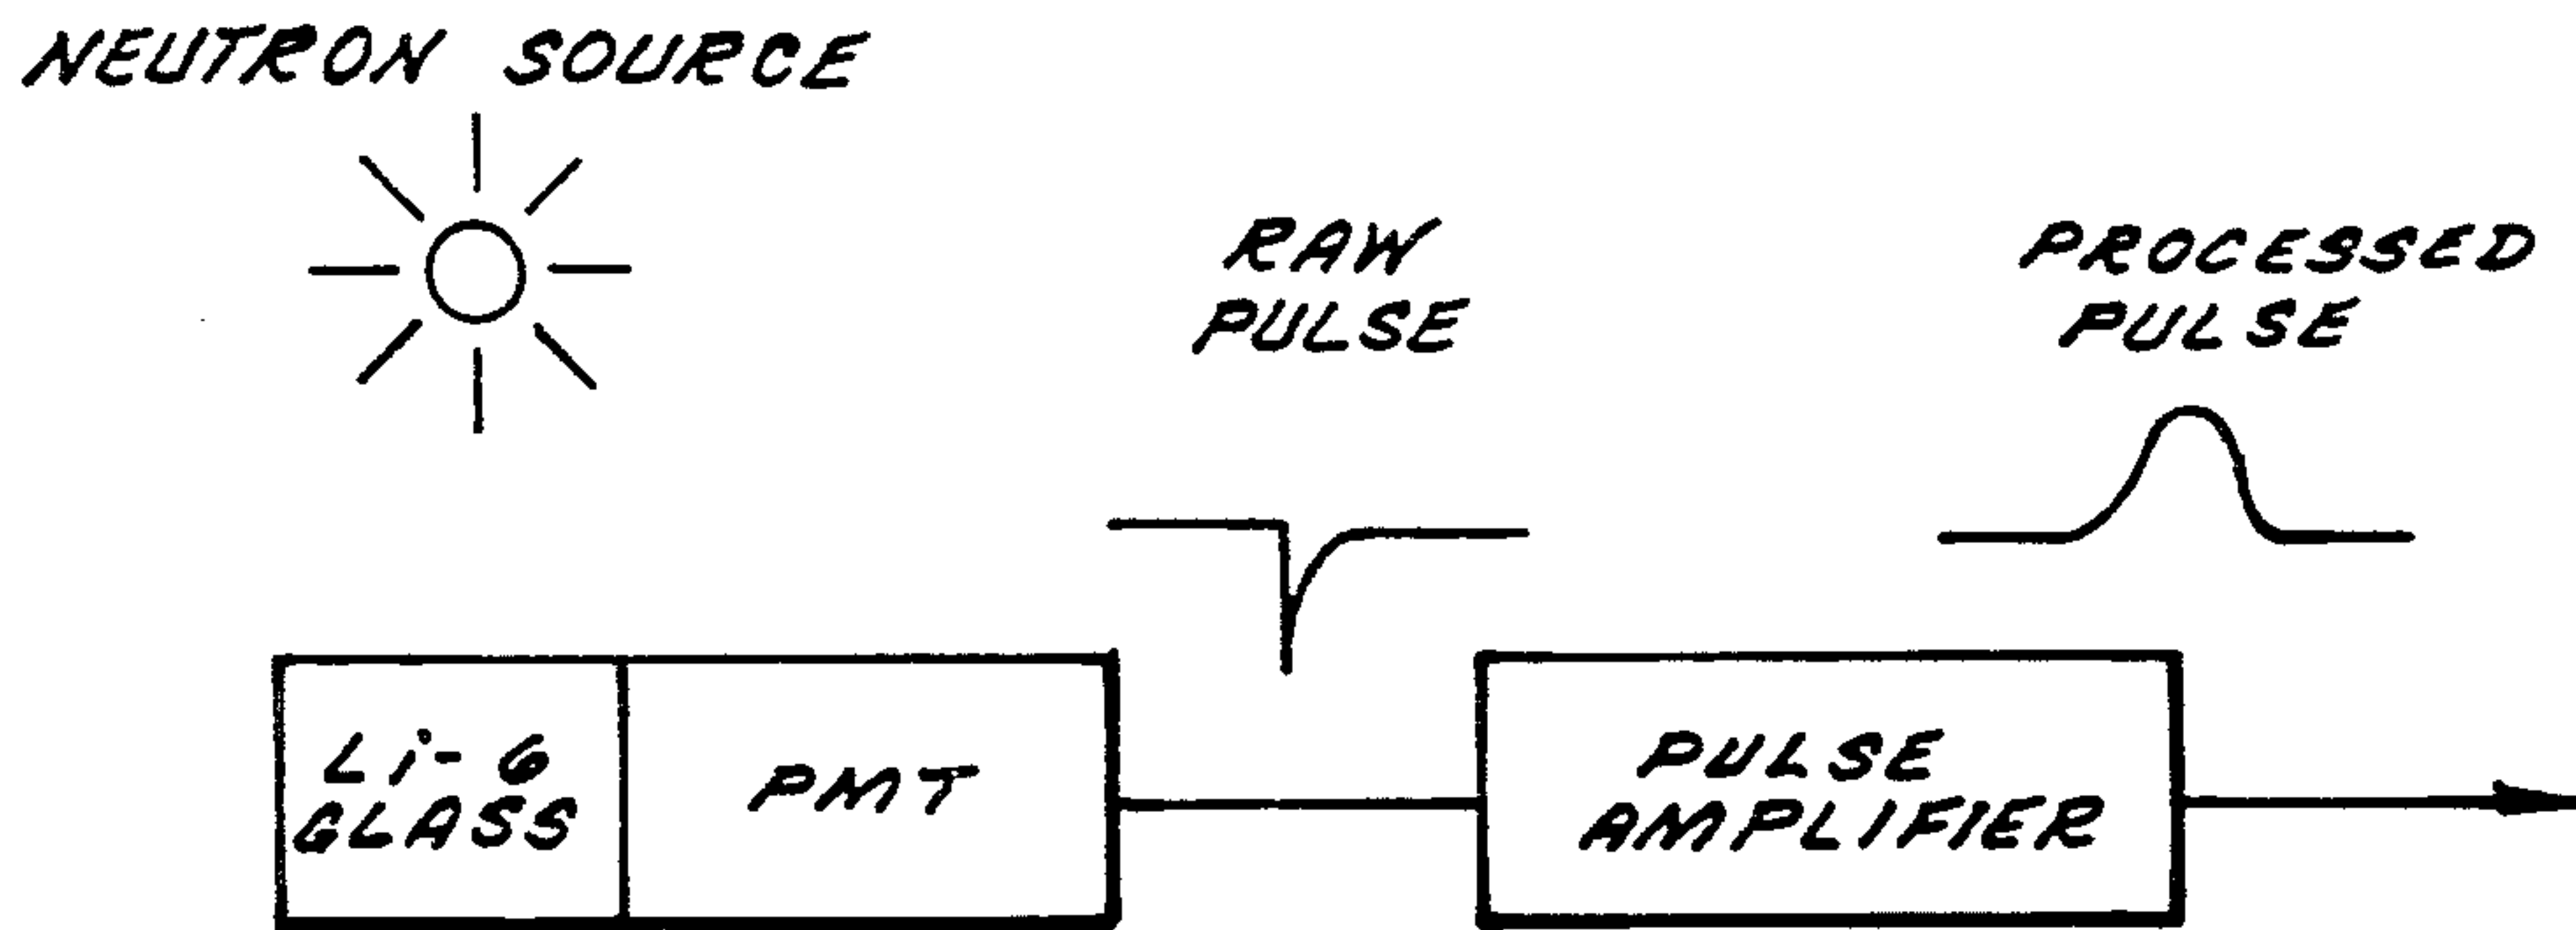 NEUTRON SOURCE
RAW
PULSE
PROCESSED
PULSE
Li-6
GLASS
PMT
PULSE
AMPLIFIER